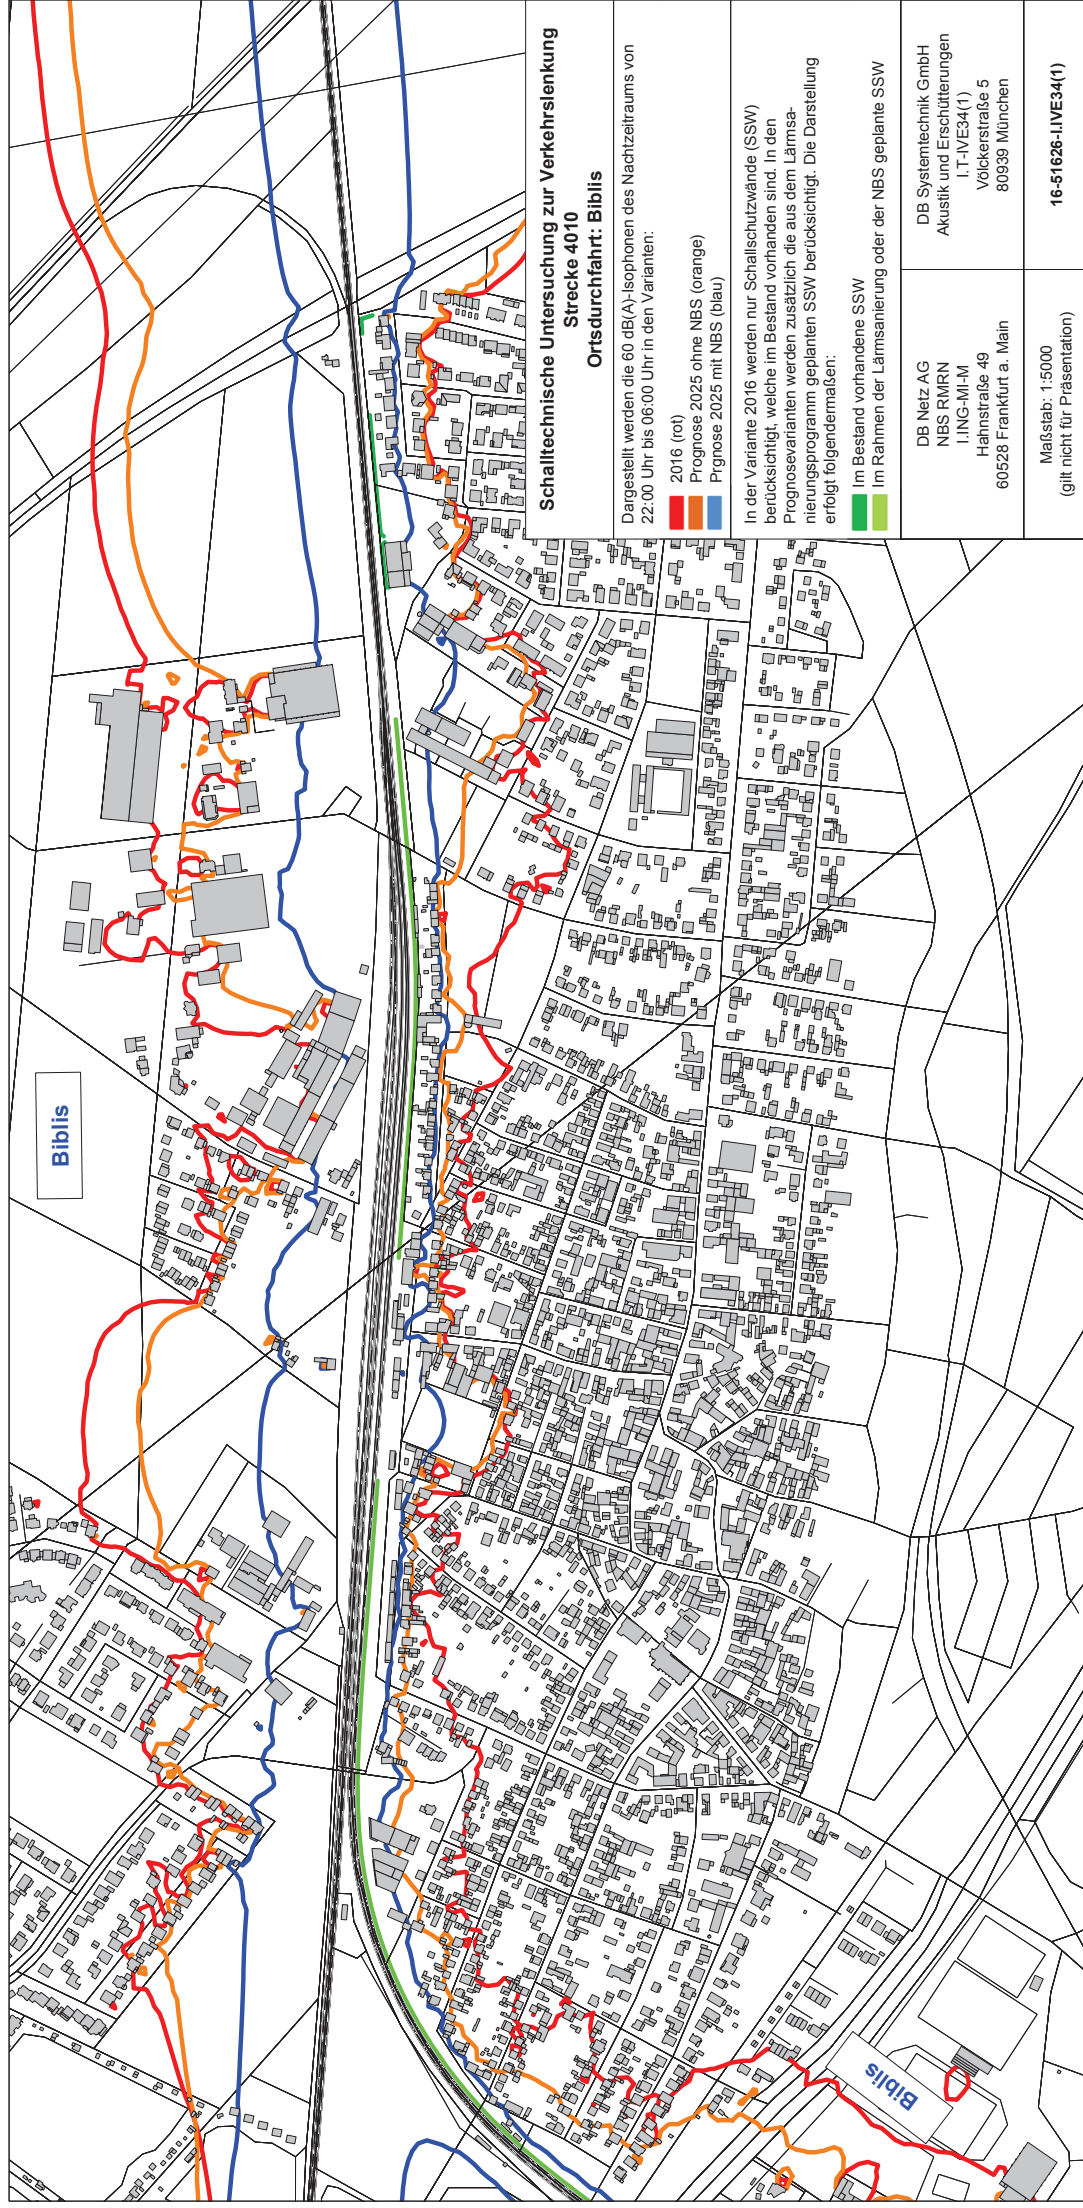 Biblis
Biblis
Schalltechnische Untersuchung zur Verkehrslenkung
Strecke 4010
Ortsdurchfahrt: Biblis
Dargestellt werden die 60 dB(A)-Isophonen des Nachtzeitraums von
22:00 Uhr bis 06:00 Uhr in den Varianten:
2016 (rot)
Prognose 2025 ohne NBS (orange)
Prgnose 2025 mit NBS (blau)
In der Variante 2016 werden nur Schallschutzwände (SSW)
berücksichtigt, welche im Bestand vorhanden sind. In den
Prognosevarianten werden zusätzlich die aus dem Lärmsa-
nierungsprogramm geplanten SSW berücksichtigt. Die Darstellung
erfolgt folgendermaßen:
Im Bestand vorhandene SSW
Im Rahmen der Lärmsanierung oder der NBS geplante SSW
DB Netz AG
NBS RMRN
I.ING-MI-M
Hahnstraße 49
60528 Frankfurt a. Main
DB Systemtechnik GmbH
Akustik und Erschütterungen
I.T-IVE34(1)
Völckerstraße 5
80939 München
Maßstab: 1:5000
(gilt nicht für Präsentation)
16-51626-I.IVE34(1)